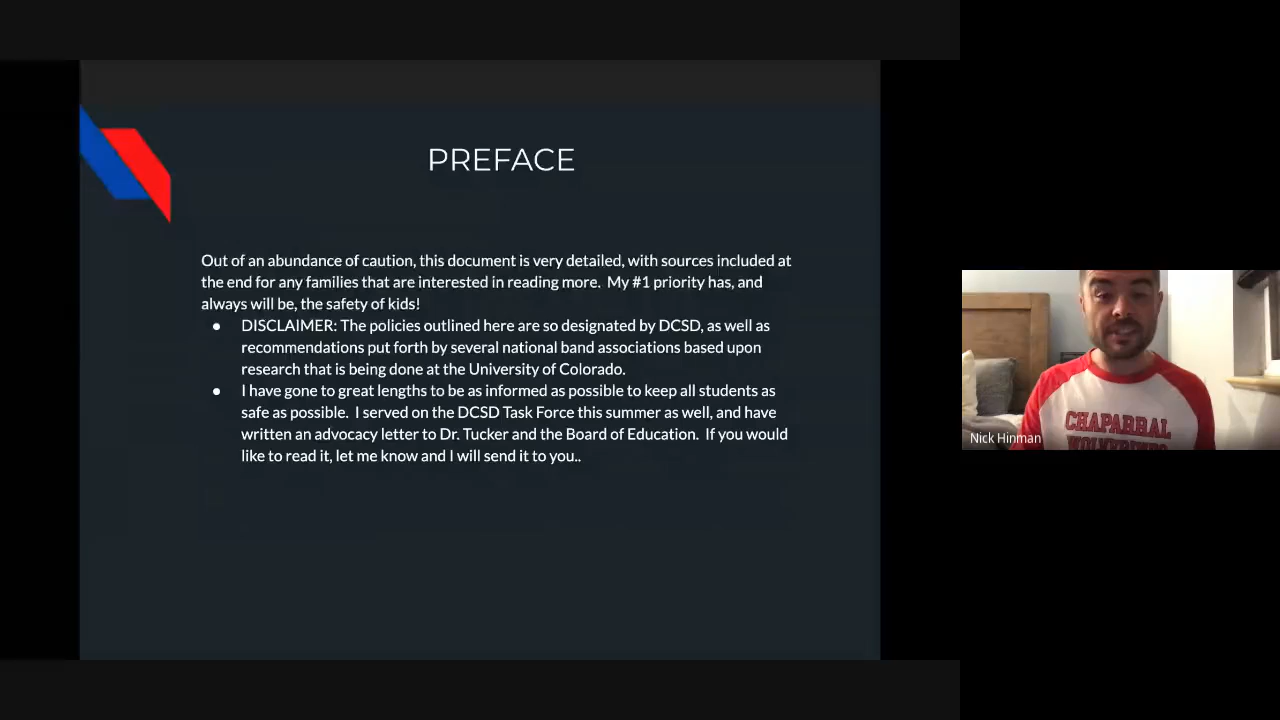 PREFACE
Out of an abundance of caution, this document is very detailed, with sources included at
the end for any families that are interested in reading more.  My #1 priority has, and
always will be, the safety of kids!
● DISCLAIMER: The policies outlined here are so designated by DCSD, as well as
recommendations put forth by several national band associations based upon
research that is being done at the University of Colorado.
● I have gone to great lengths to be as informed as possible to keep all students as
safe as possible.  I served on the DCSD Task Force this summer as well, and have
written an advocacy letter to Dr. Tucker and the Board of Education.  If you would
like to read it, let me know and I will send it to you..
CHAPARRAL
WOLVERINES
Nick Hinman